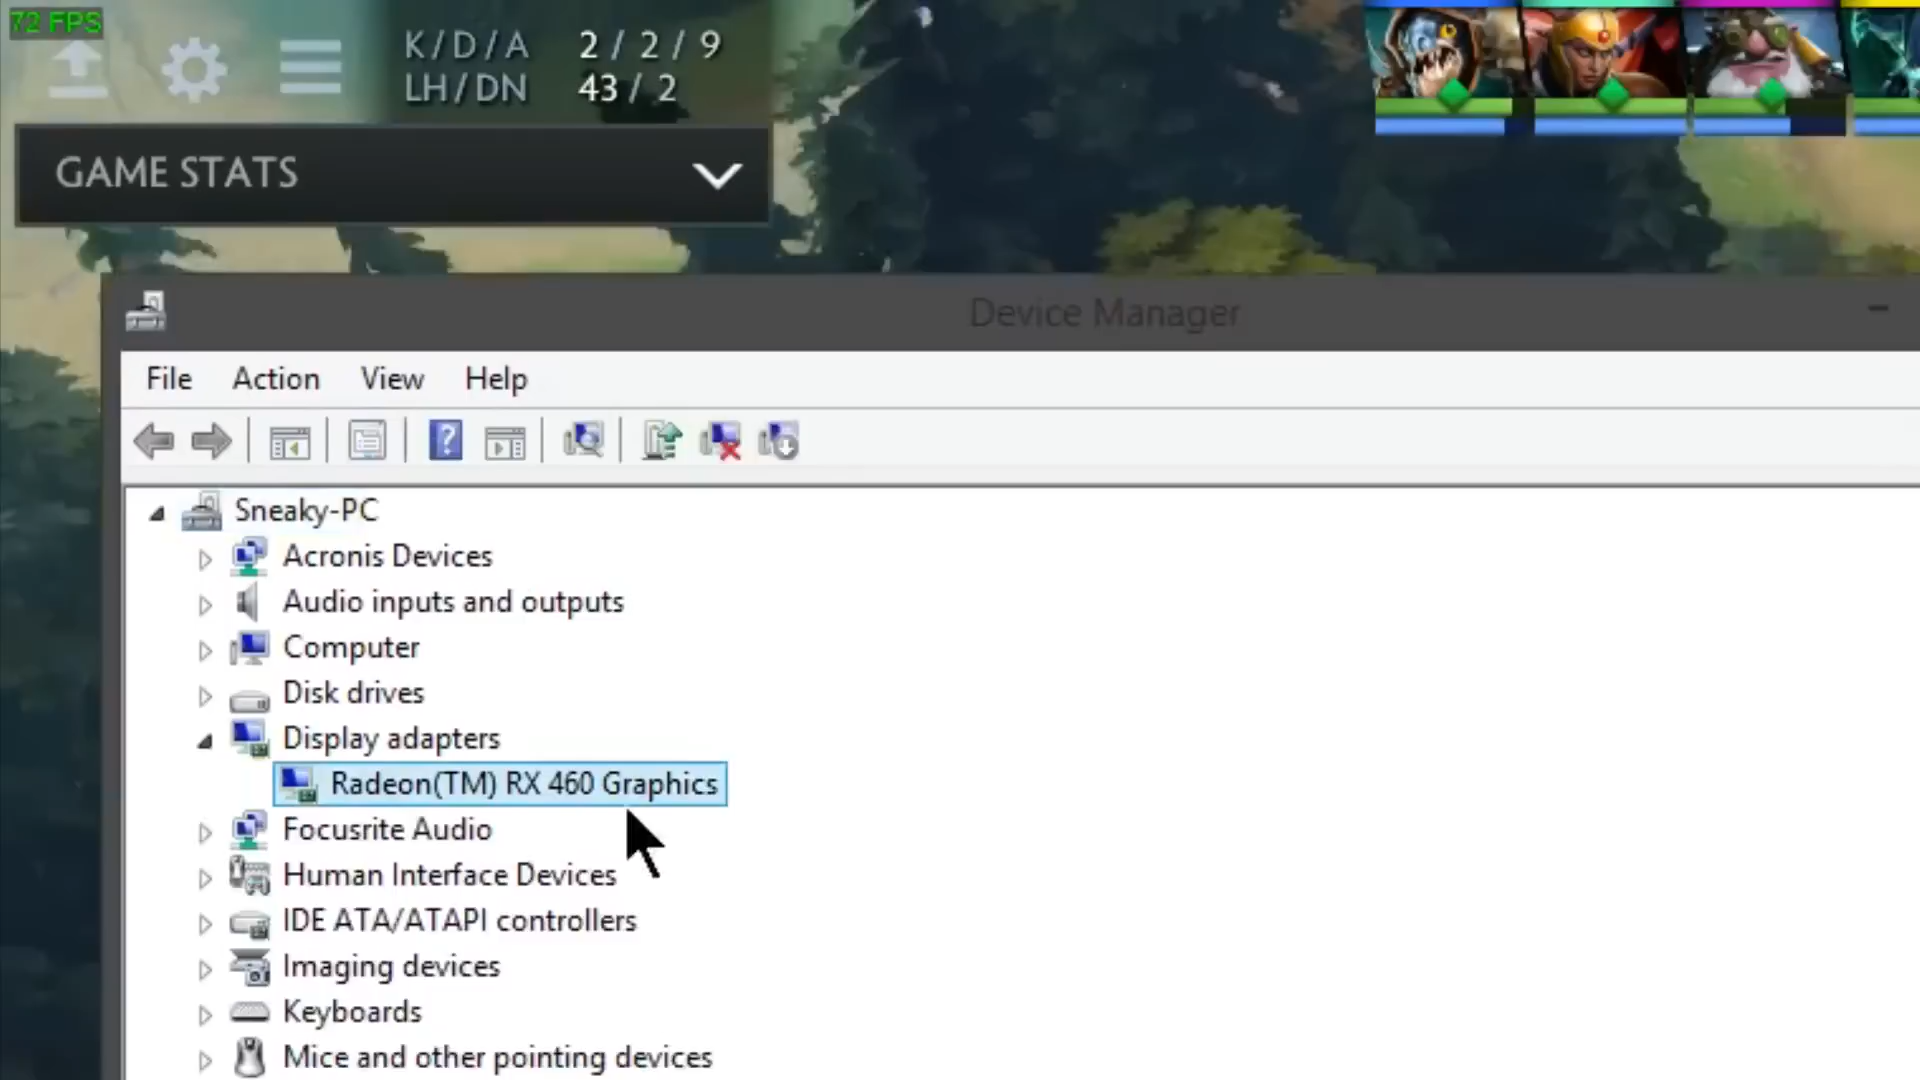 72 FPS
K/D/A 2/2/9
LH/DN 43/2
GAME STATS
Device Manager
File Action View Help
Sneaky-PC
Acronis Devices
Audio inputs and outputs
Computer
Disk drives
Display adapters
Radeon(TM) RX 460 Graphics
Focusrite Audio
Human Interface Devices
IDE ATA/ATAPI controllers
Imaging devices
Keyboards
Mice and other pointing devices